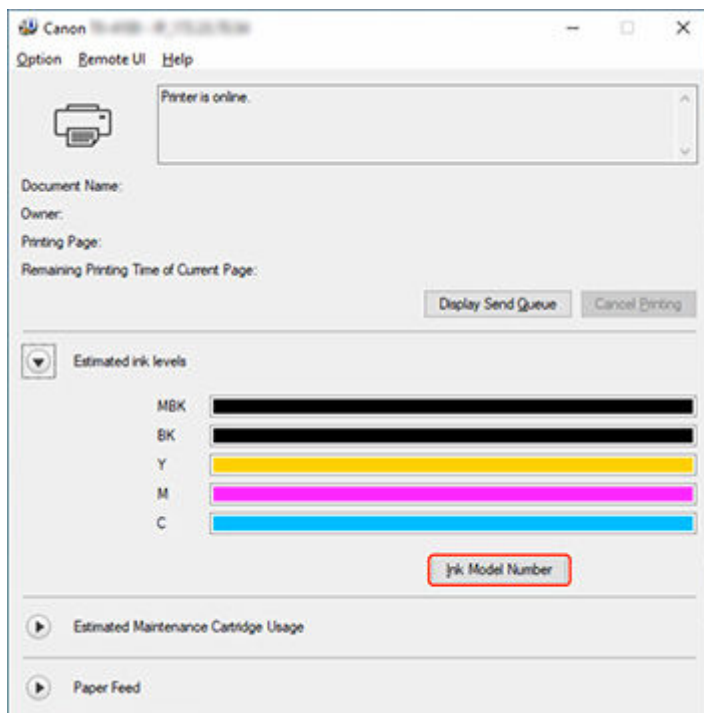 Canon
Option Remote UI Help
Printer is online.
Document Name:
Owner:
Printing Page:
Remaining Printing Time of Current Page:
Display Send Queue Cancel Printing
Estimated ink levels
MBK
BK
Y
M
C
Ink Model Number
Estimated Maintenance Cartridge Usage
Paper Feed